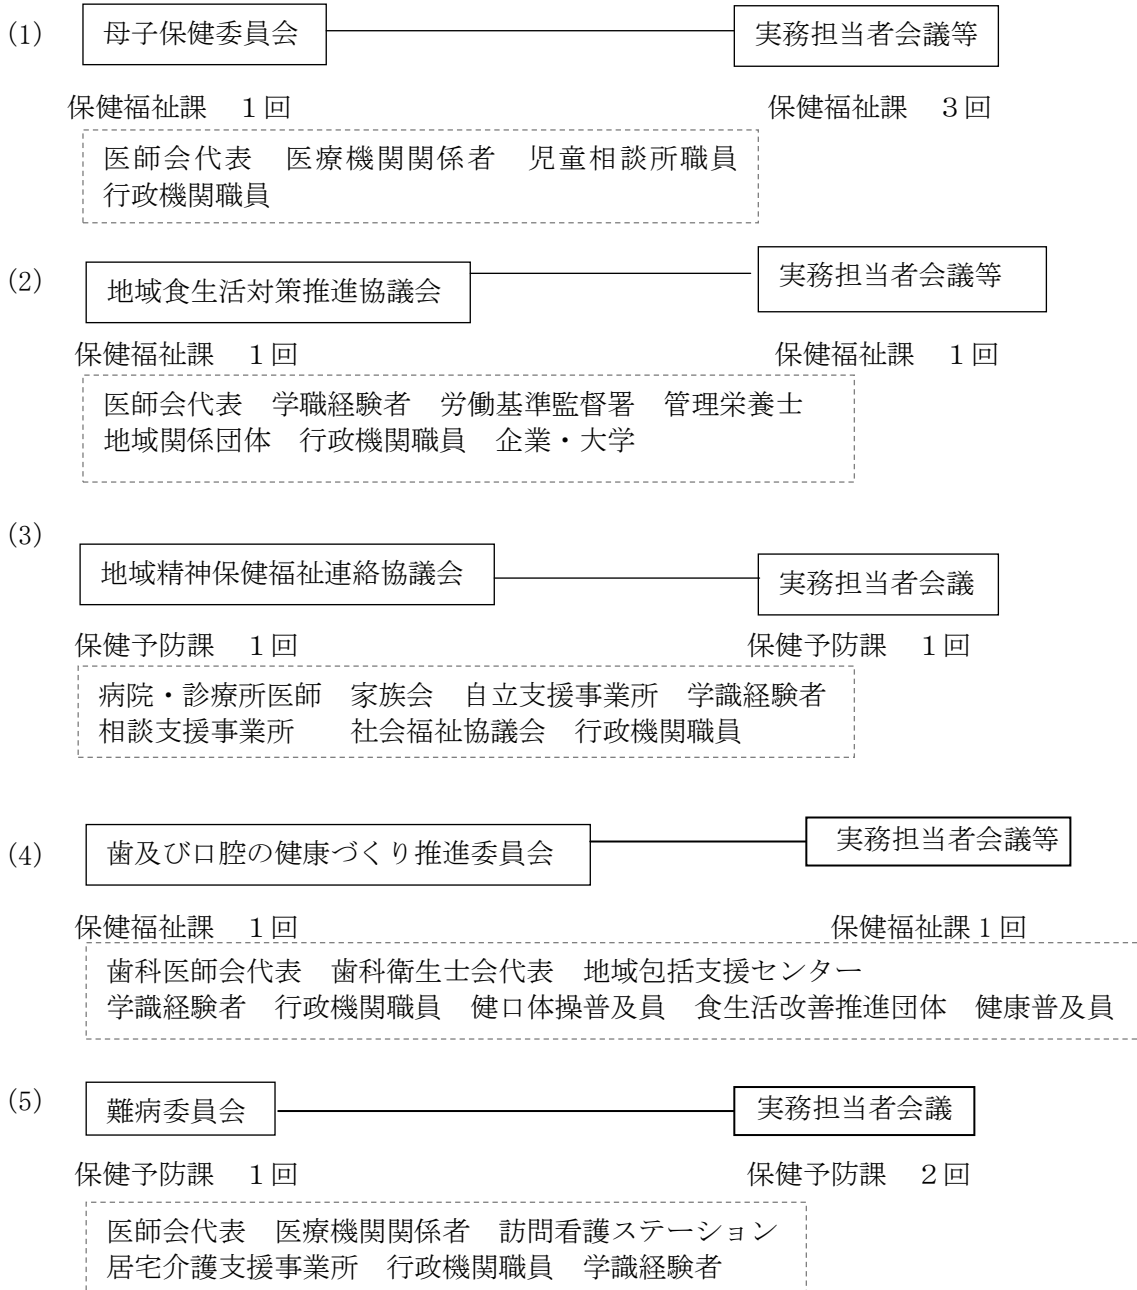 (1) 母子保健委員会 実務担当者会議等
保健福祉課 1回 保健福祉課 3回
医師会代表 医療機関関係者 児童相談所職員
行政機関職員
(2) 地域食生活対策推進協議会 実務担当者会議等
保健福祉課 1回 保健福祉課 1回
医師会代表 学職経験者 労働基準監督署 管理栄養士
地域関係団体 行政機関職員 企業・大学
(3)
地域精神保健福祉連絡協議会 実務担当者会議
保健予防課 1回 保健予防課 1回
病院・診療所医師 家族会 自立支援事業所 学識経験者
相談支援事業所 社会福祉協議会 行政機関職員
(4) 歯及び口腔の健康づくり推進委員会 実務担当者会議等
保健福祉課 1回 保健福祉課1回
歯科医師会代表 歯科衛生士会代表 地域包括支援センター
学識経験者 行政機関職員 健口体操普及員 食生活改善推進団体 健康普及員
(5) 難病委員会 実務担当者会議
保健予防課 1回 保健予防課 2回
医師会代表 医療機関関係者 訪問看護ステーション
居宅介護支援事業所 行政機関職員 学識経験者